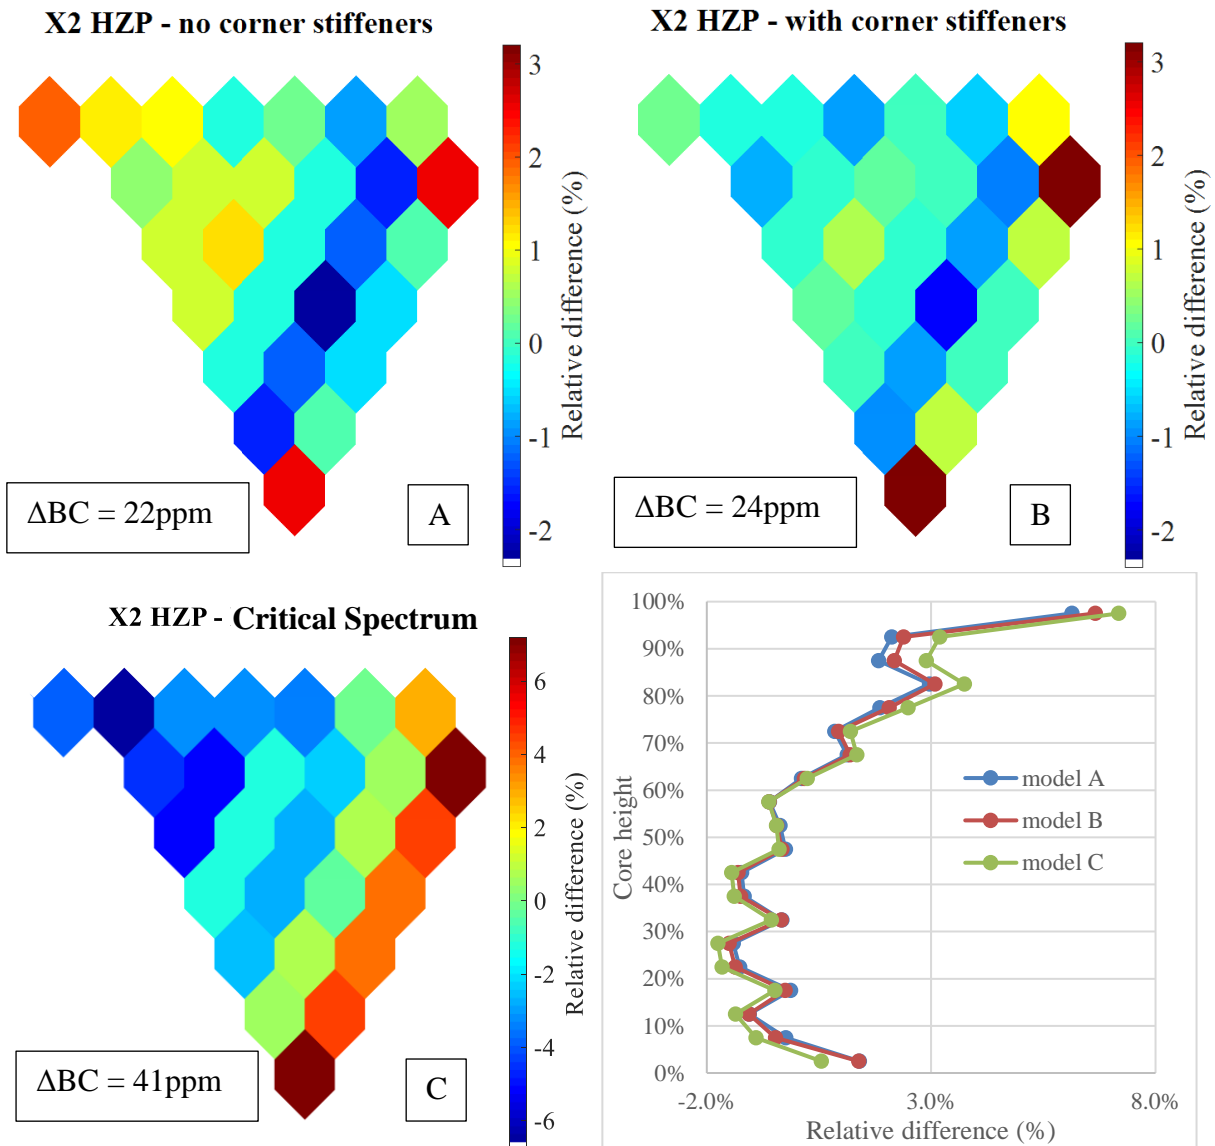 X2 HZP - no corner stiffeners
3
2
1
0
-1
-2
Relative difference (%)
ΔBC = 22ppm
A
X2 HZP - with corner stiffeners
3
2
1
0
-1
-2
Relative difference (%)
ΔBC = 24ppm
B
X2 HZP - Critical Spectrum
6
4
2
0
-2
-4
-6
Relative difference (%)
ΔBC = 41ppm
C
100%
90%
80%
70%
60%
50%
40%
30%
20%
10%
0%
Core height
model A
model B
model C
-2.0%
3.0%
8.0%
Relative difference (%)